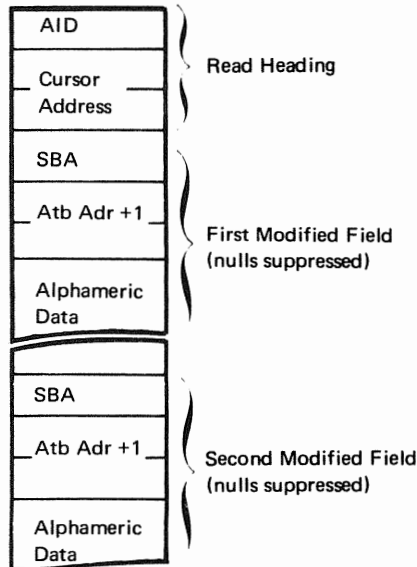 AID
Read Heading
Cursor
Address
SBA
Atb Adr +1
First Modified Field
(nulls suppressed)
Alphameric
Data
SBA
Atb Adr +1
Second Modified Field
(nulls suppressed)
Alphameric
Data